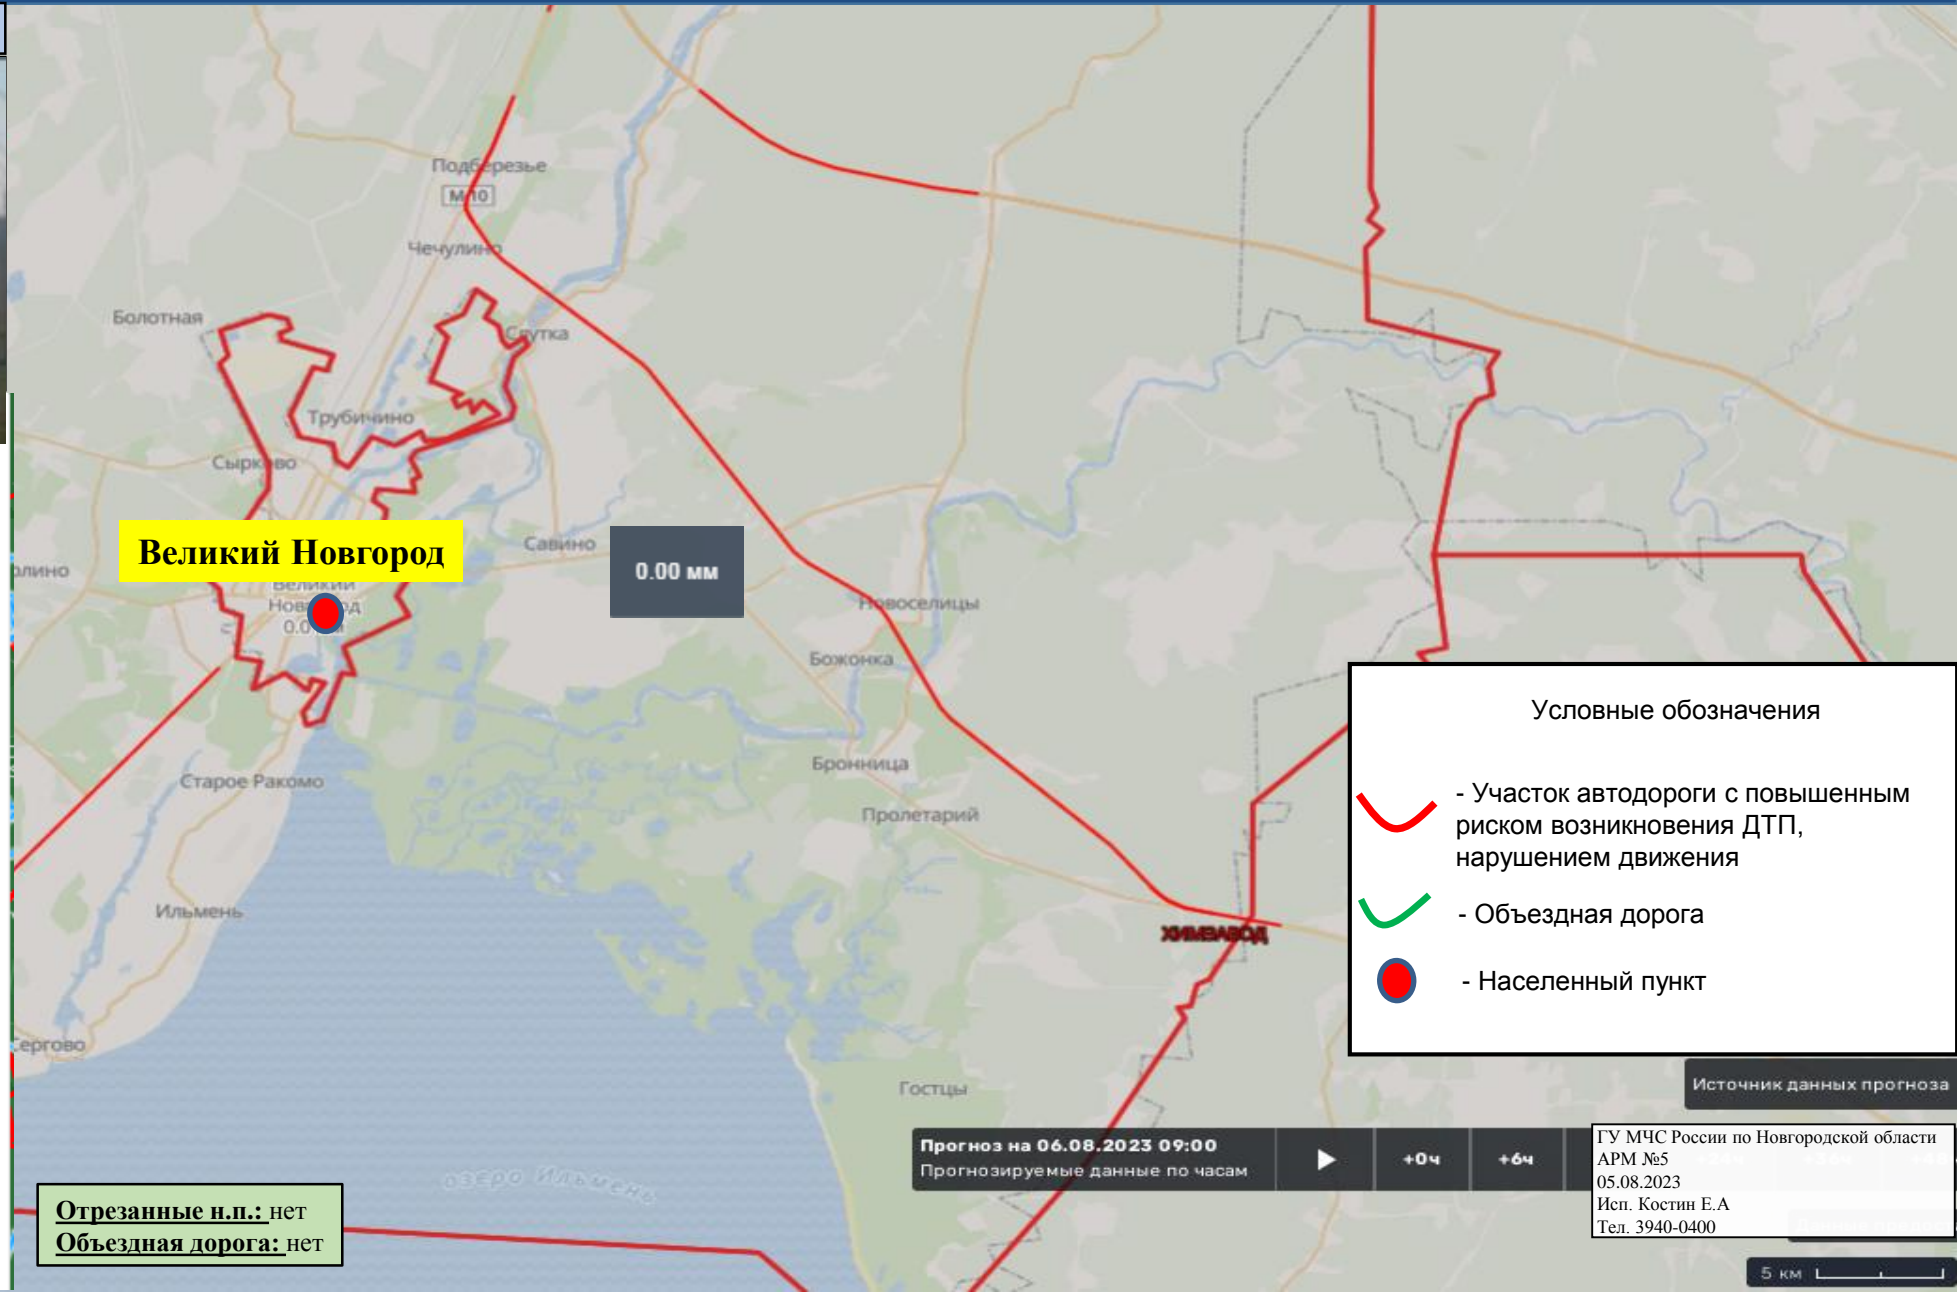 Подберезье
М 10
Чечулино
Болотная
Слутка
Трубичино
Сырково
Великий Новгород
Савино
0.00 мм
Великий
Новоселицы
Божонка
Условные обозначения
- Участок автодороги с повышенным
риском возникновения ДТП,
нарушением движения
- Объездная дорога
- Населенный пункт
Бронница
Старое Ракомо
Пролетарий
Ильмень
ХИМЗАВОД
Сергово
Гостцы
Источник данных прогноза
Прогноз на 06.08.2023 09:00
Прогнозируемые данные по часам
+0ч
+6ч
ГУ МЧС России по Новгородской области
АРМ №5
05.08.2023
Исп. Костин Е.А
Тел. 3940-0400
озеро Ильмень
Отрезанные н.п.: нет
Объездная дорога: нет
5 км